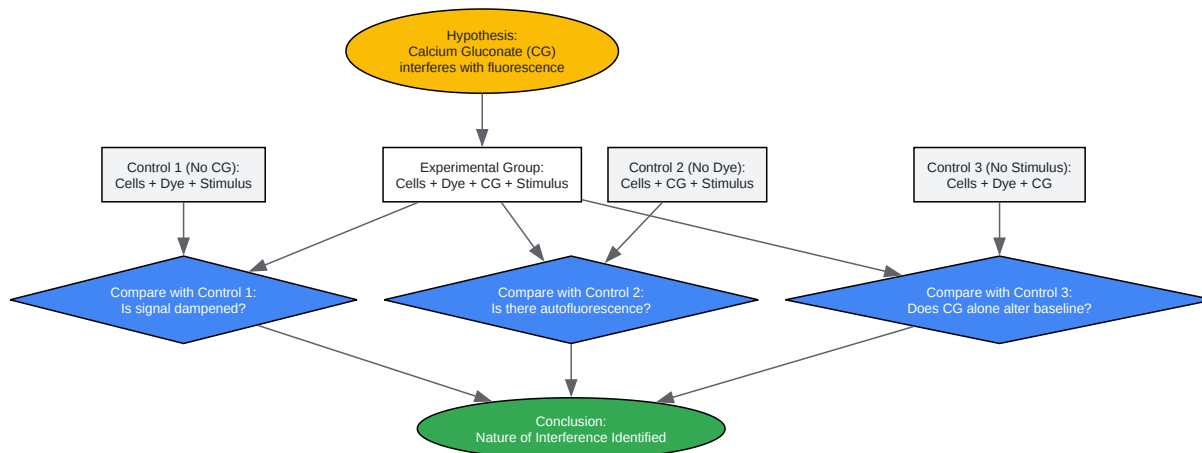 Hypothesis:
Calcium Gluconate (CG)
interferes with fluorescence
Control 1 (No CG):
Cells + Dye + Stimulus
Experimental Group:
Cells + Dye + CG + Stimulus
Control 2 (No Dye):
Cells + CG + Stimulus
Control 3 (No Stimulus):
Cells + Dye + CG
Compare with Control 1:
Is signal dampened?
Compare with Control 2:
Is there autofluorescence?
Compare with Control 3:
Does CG alone alter baseline?
Conclusion:
Nature of Interference Identified